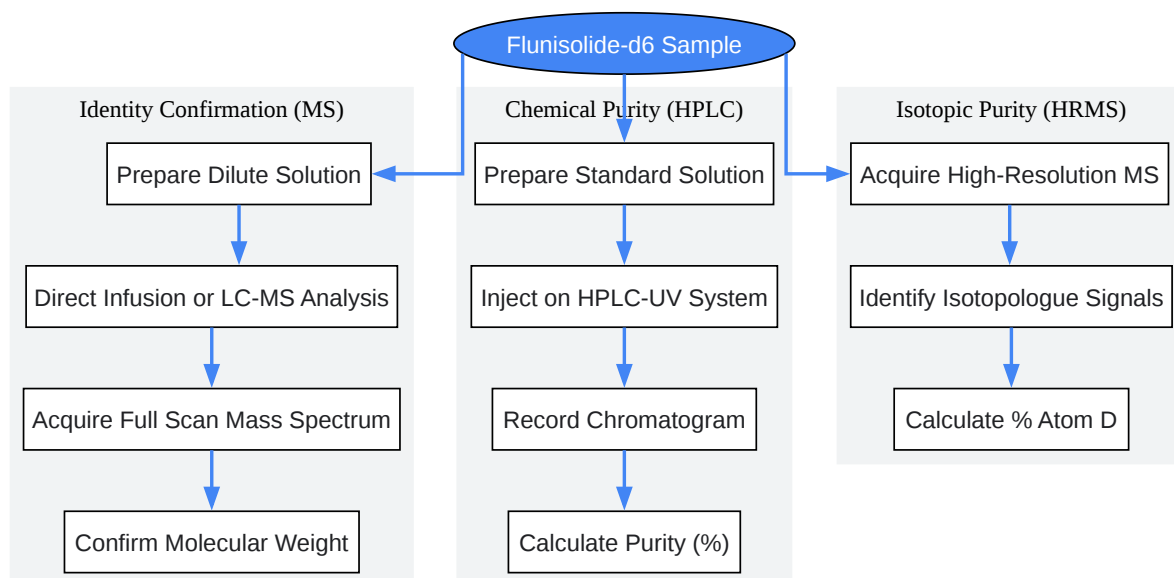 Flunisolide-d6 Sample
Identity Confirmation (MS)
Prepare Dilute Solution
Direct Infusion or LC-MS Analysis
Acquire Full Scan Mass Spectrum
Confirm Molecular Weight
Chemical Purity (HPLC)
Prepare Standard Solution
Inject on HPLC-UV System
Record Chromatogram
Calculate Purity (%)
Isotopic Purity (HRMS)
Acquire High-Resolution MS
Identify Isotopologue Signals
Calculate % Atom D